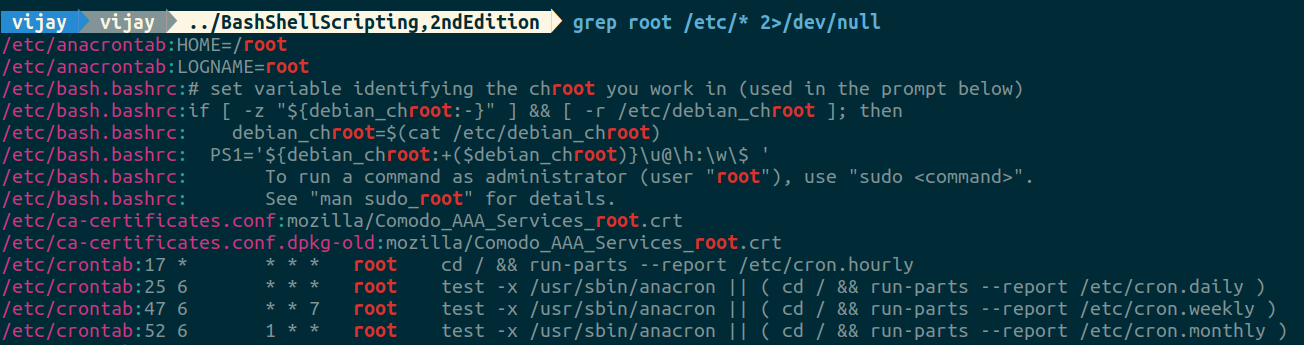 vijay vijay ../BashShellScripting,2ndEdition grep root /etc/* 2>/dev/null
/etc/anacrontab:HOME=/root
/etc/anacrontab:LOGNAME=root
/etc/bash.bashrc:# set variable identifying the chroot you work in (used in the prompt below)
/etc/bash.bashrc:if [ -z "${debian_chroot:-}" ] && [ -r /etc/debian_chroot ]; then
/etc/bash.bashrc:    debian_chroot=$(cat /etc/debian_chroot)
/etc/bash.bashrc:  PS1='${debian_chroot:+($debian_chroot)}\u@\h:\w\$ '
/etc/bash.bashrc:       To run a command as administrator (user "root"), use "sudo <command>".
/etc/bash.bashrc:       See "man sudo_root" for details.
/etc/ca-certificates.conf:mozilla/Comodo_AAA_Services_root.crt
/etc/ca-certificates.conf.dpkg-old:mozilla/Comodo_AAA_Services_root.crt
/etc/crontab:17 *       * * *   root    cd / && run-parts --report /etc/cron.hourly
/etc/crontab:25 6       * * *   root    test -x /usr/sbin/anacron || ( cd / && run-parts --report /etc/cron.daily )
/etc/crontab:47 6       * * 7   root    test -x /usr/sbin/anacron || ( cd / && run-parts --report /etc/cron.weekly )
/etc/crontab:52 6       1 * *   root    test -x /usr/sbin/anacron || ( cd / && run-parts --report /etc/cron.monthly )